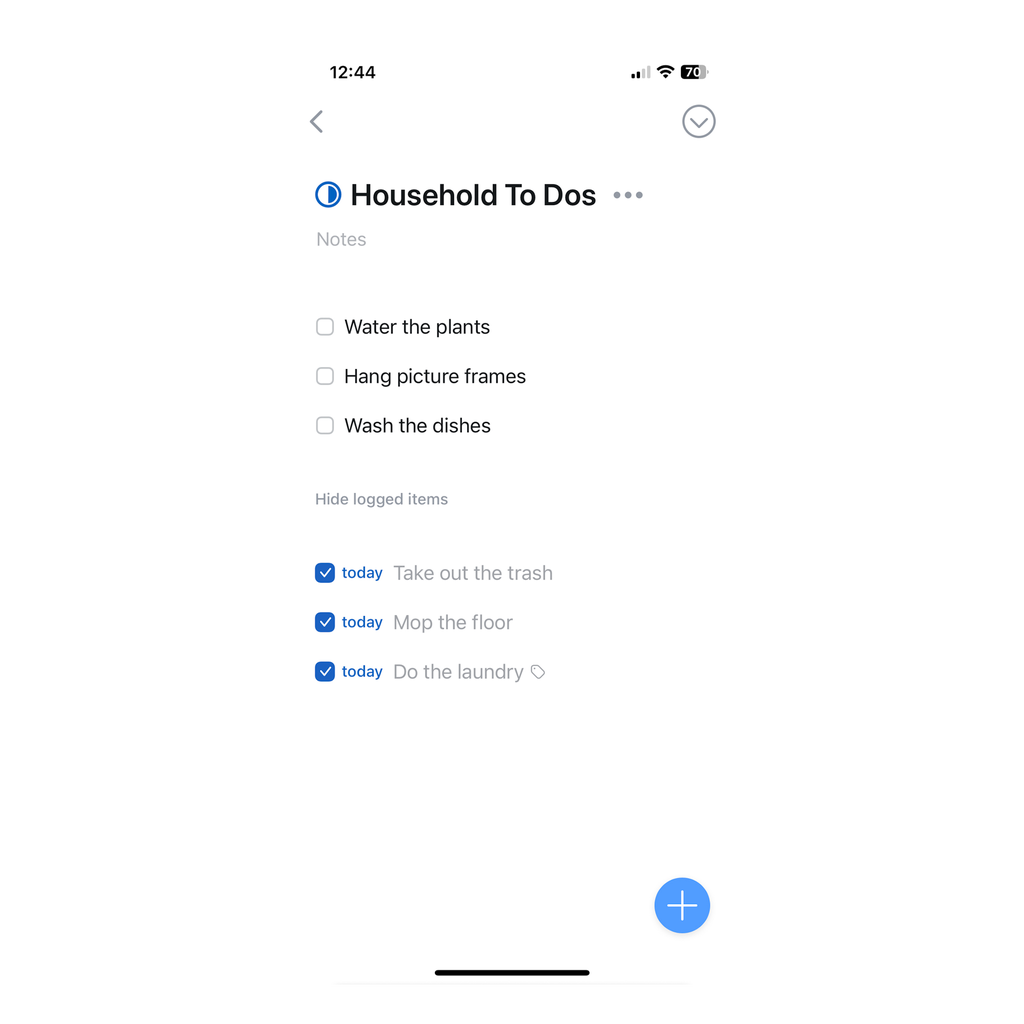 12:44
70
Household To Dos
Notes
Water the plants
Hang picture frames
Wash the dishes
Hide logged items
today Take out the trash
today Mop the floor
today Do the laundry